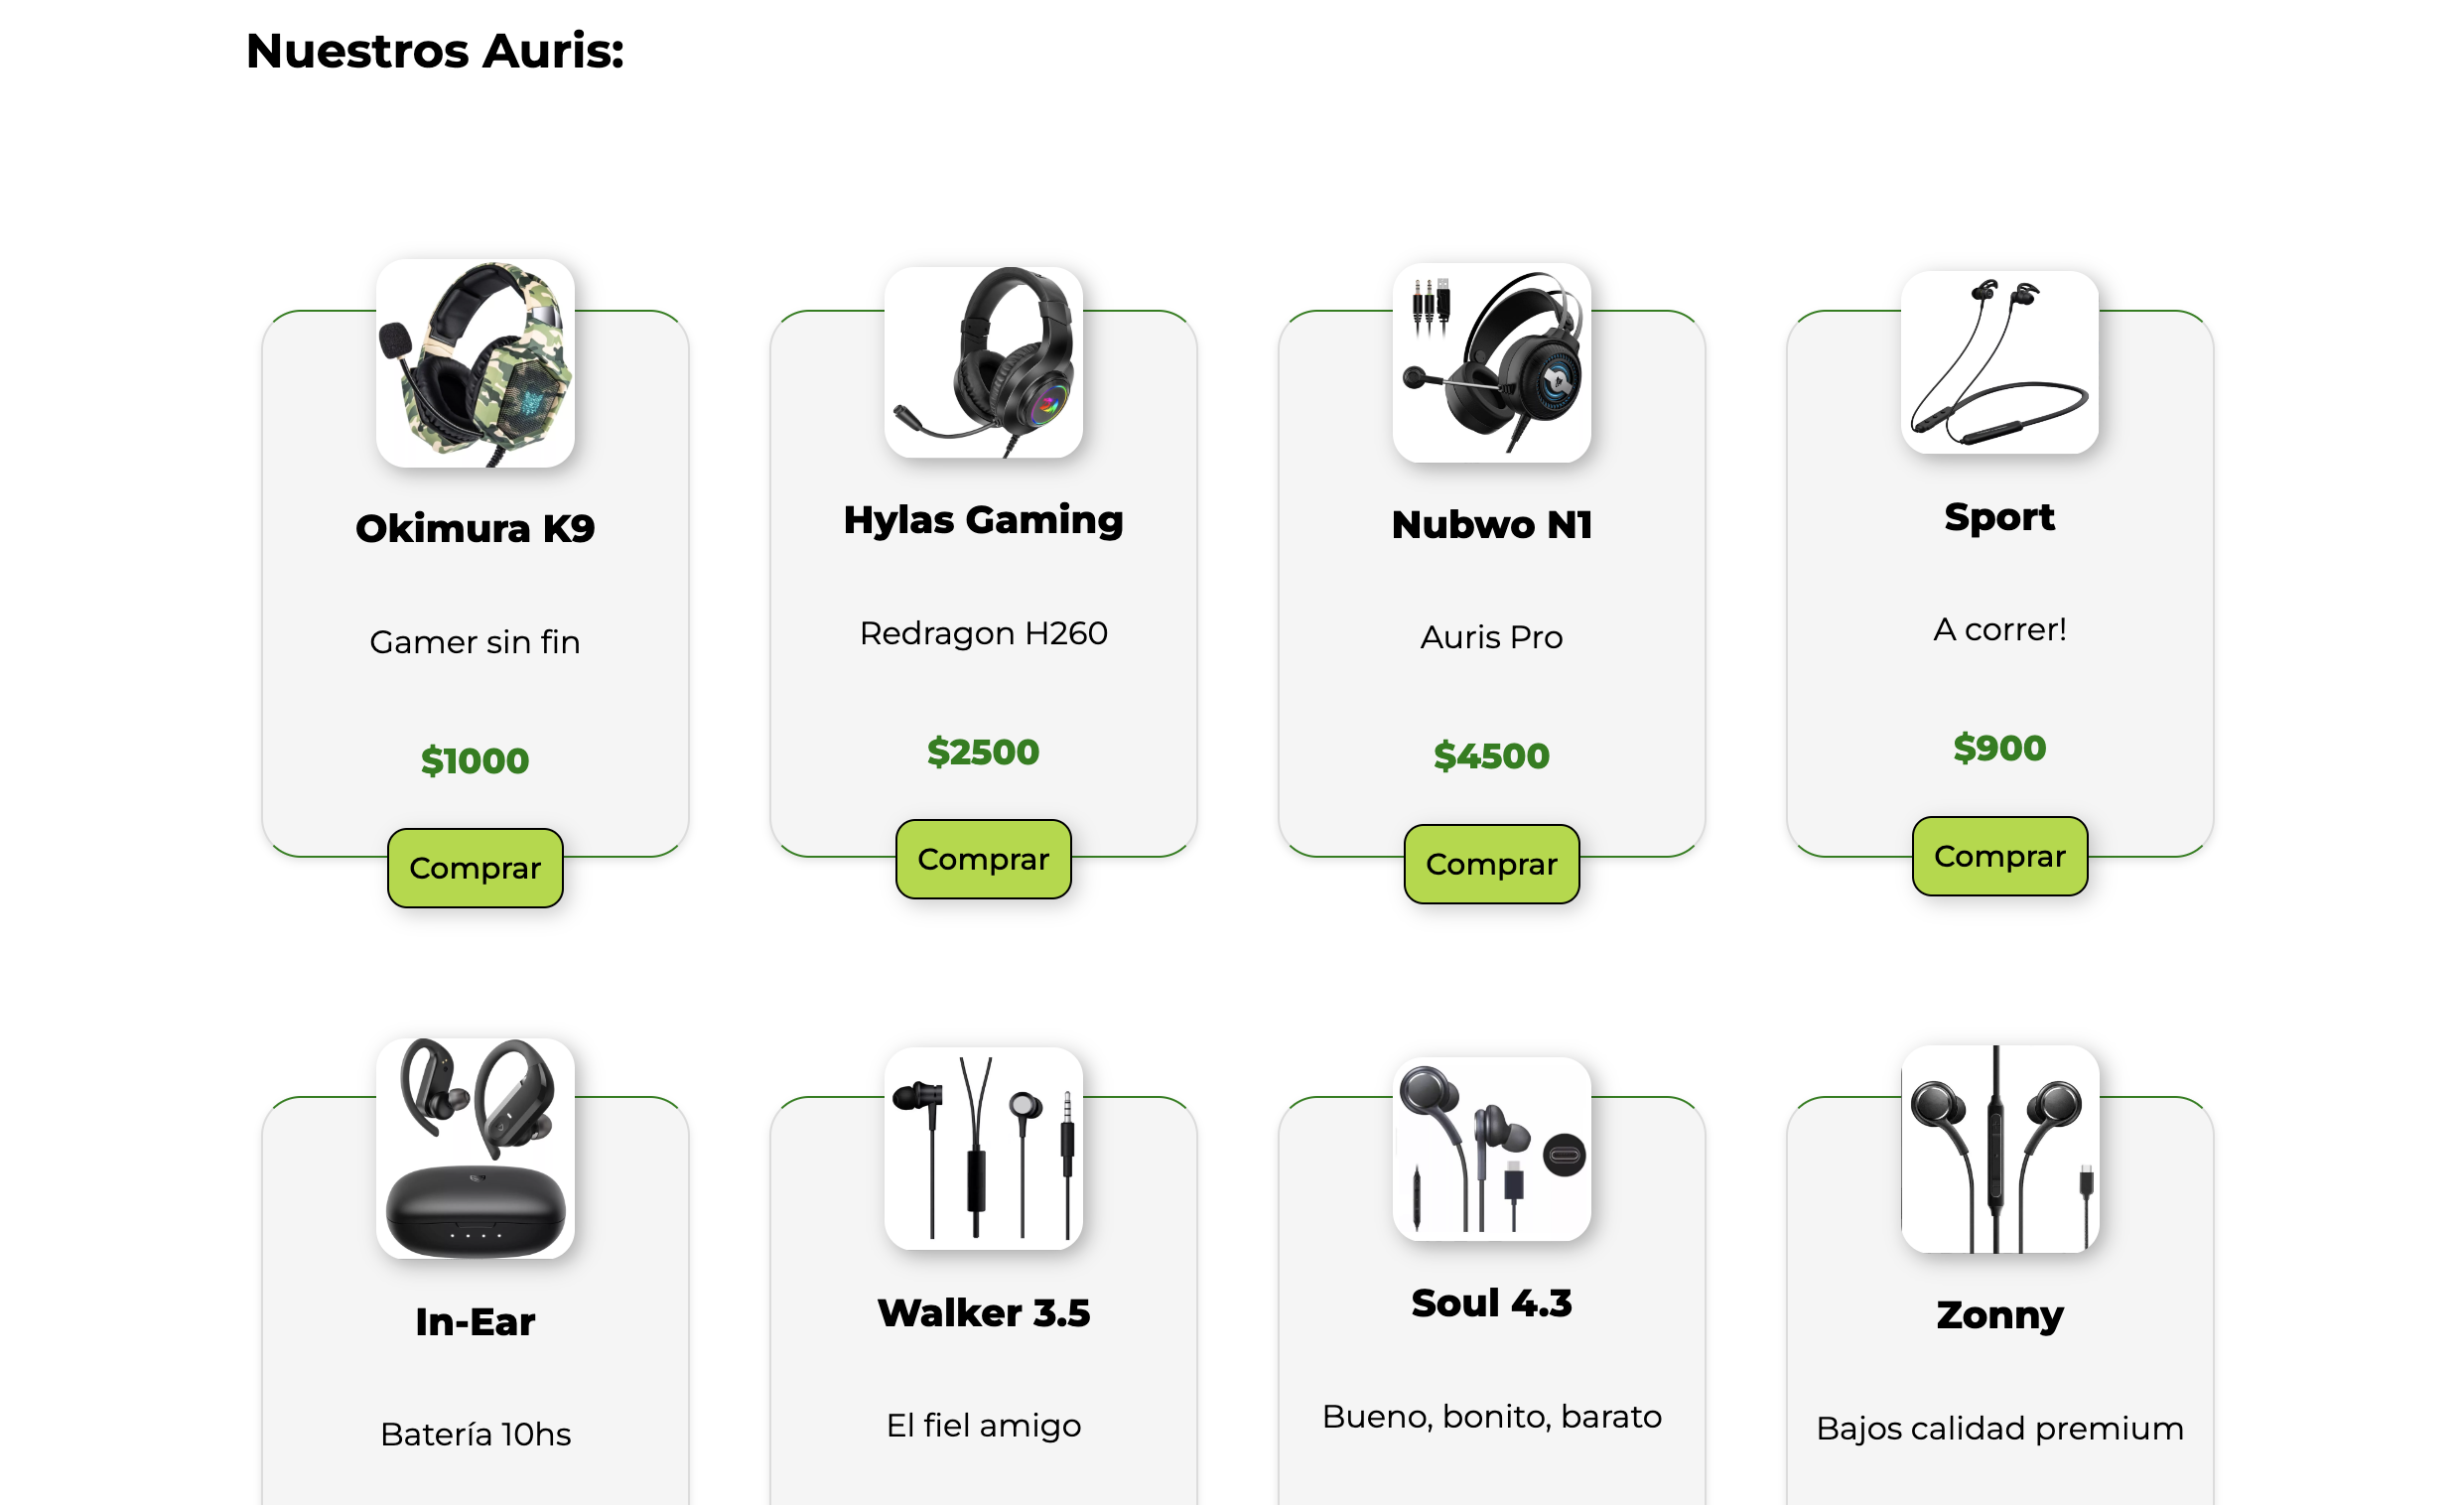 Nuestros Auris:
Okimura K9
Gamer sin fin
$1000
Comprar
Hylas Gaming
Redragon H260
$2500
Comprar
Nubwo N1
Auris Pro
$4500
Comprar
Sport
A correr!
$900
Comprar
In-Ear
Batería 10hs
Walker 3.5
El fiel amigo
Soul 4.3
Bueno, bonito, barato
Zonny
Bajos calidad premium